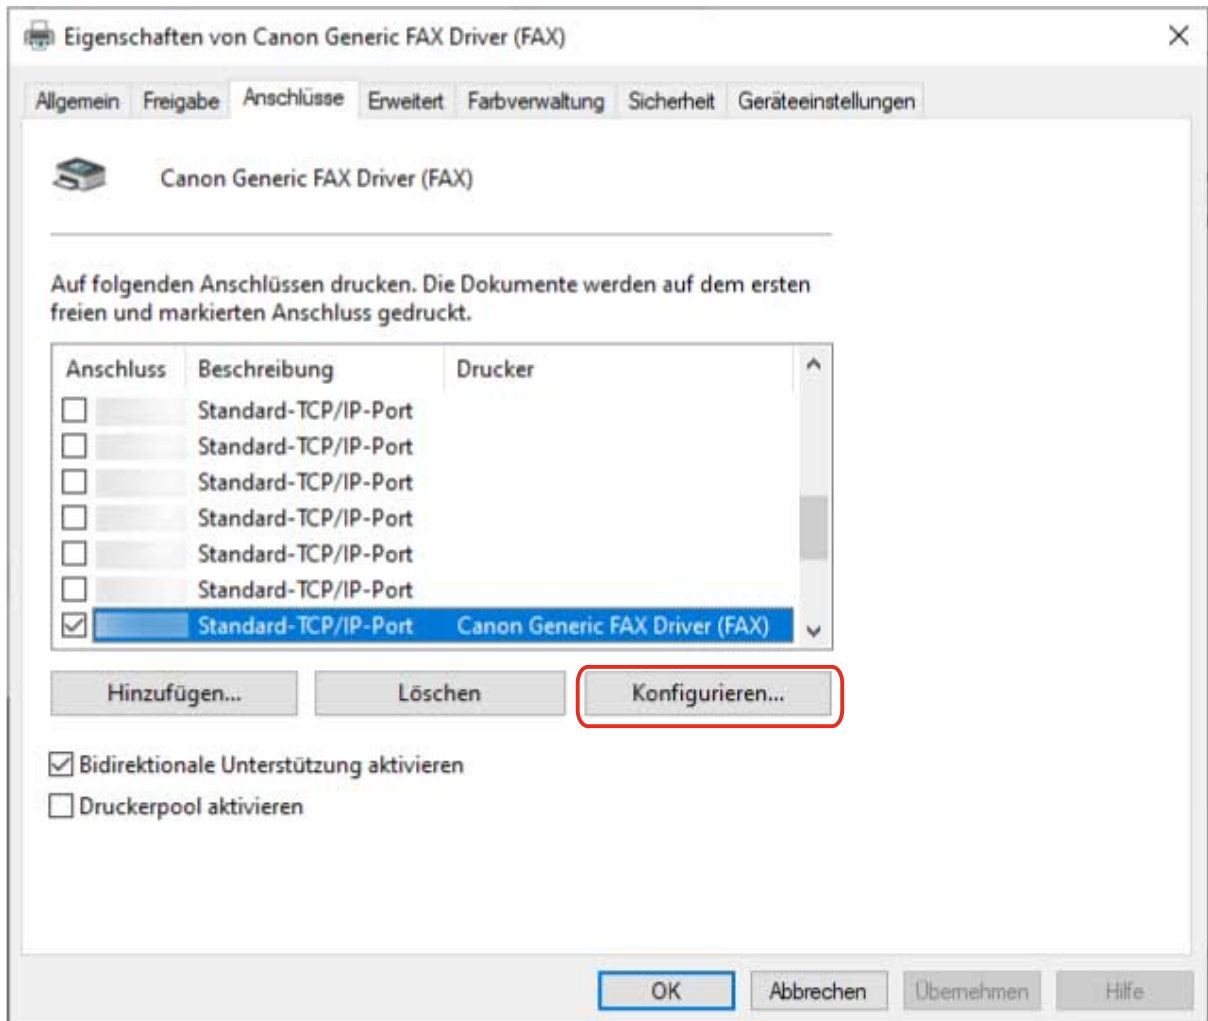 Eigenschaften von Canon Generic FAX Driver (FAX)
Allgemein Freigabe Anschlüsse Erweitert Farbverwaltung Sicherheit Geräteeinstellungen
Canon Generic FAX Driver (FAX)
Auf folgenden Anschlüssen drucken. Die Dokumente werden auf dem ersten
freien und markierten Anschluss gedruckt.
Anschluss Beschreibung Drucker
Standard-TCP/IP-Port
Standard-TCP/IP-Port
Standard-TCP/IP-Port
Standard-TCP/IP-Port
Standard-TCP/IP-Port
Standard-TCP/IP-Port
Standard-TCP/IP-Port Canon Generic FAX Driver (FAX)
Hinzufügen... Löschen Konfigurieren...
Bidirektionale Unterstützung aktivieren
Druckerpool aktivieren
OK Abbrechen Übernehmen Hilfe